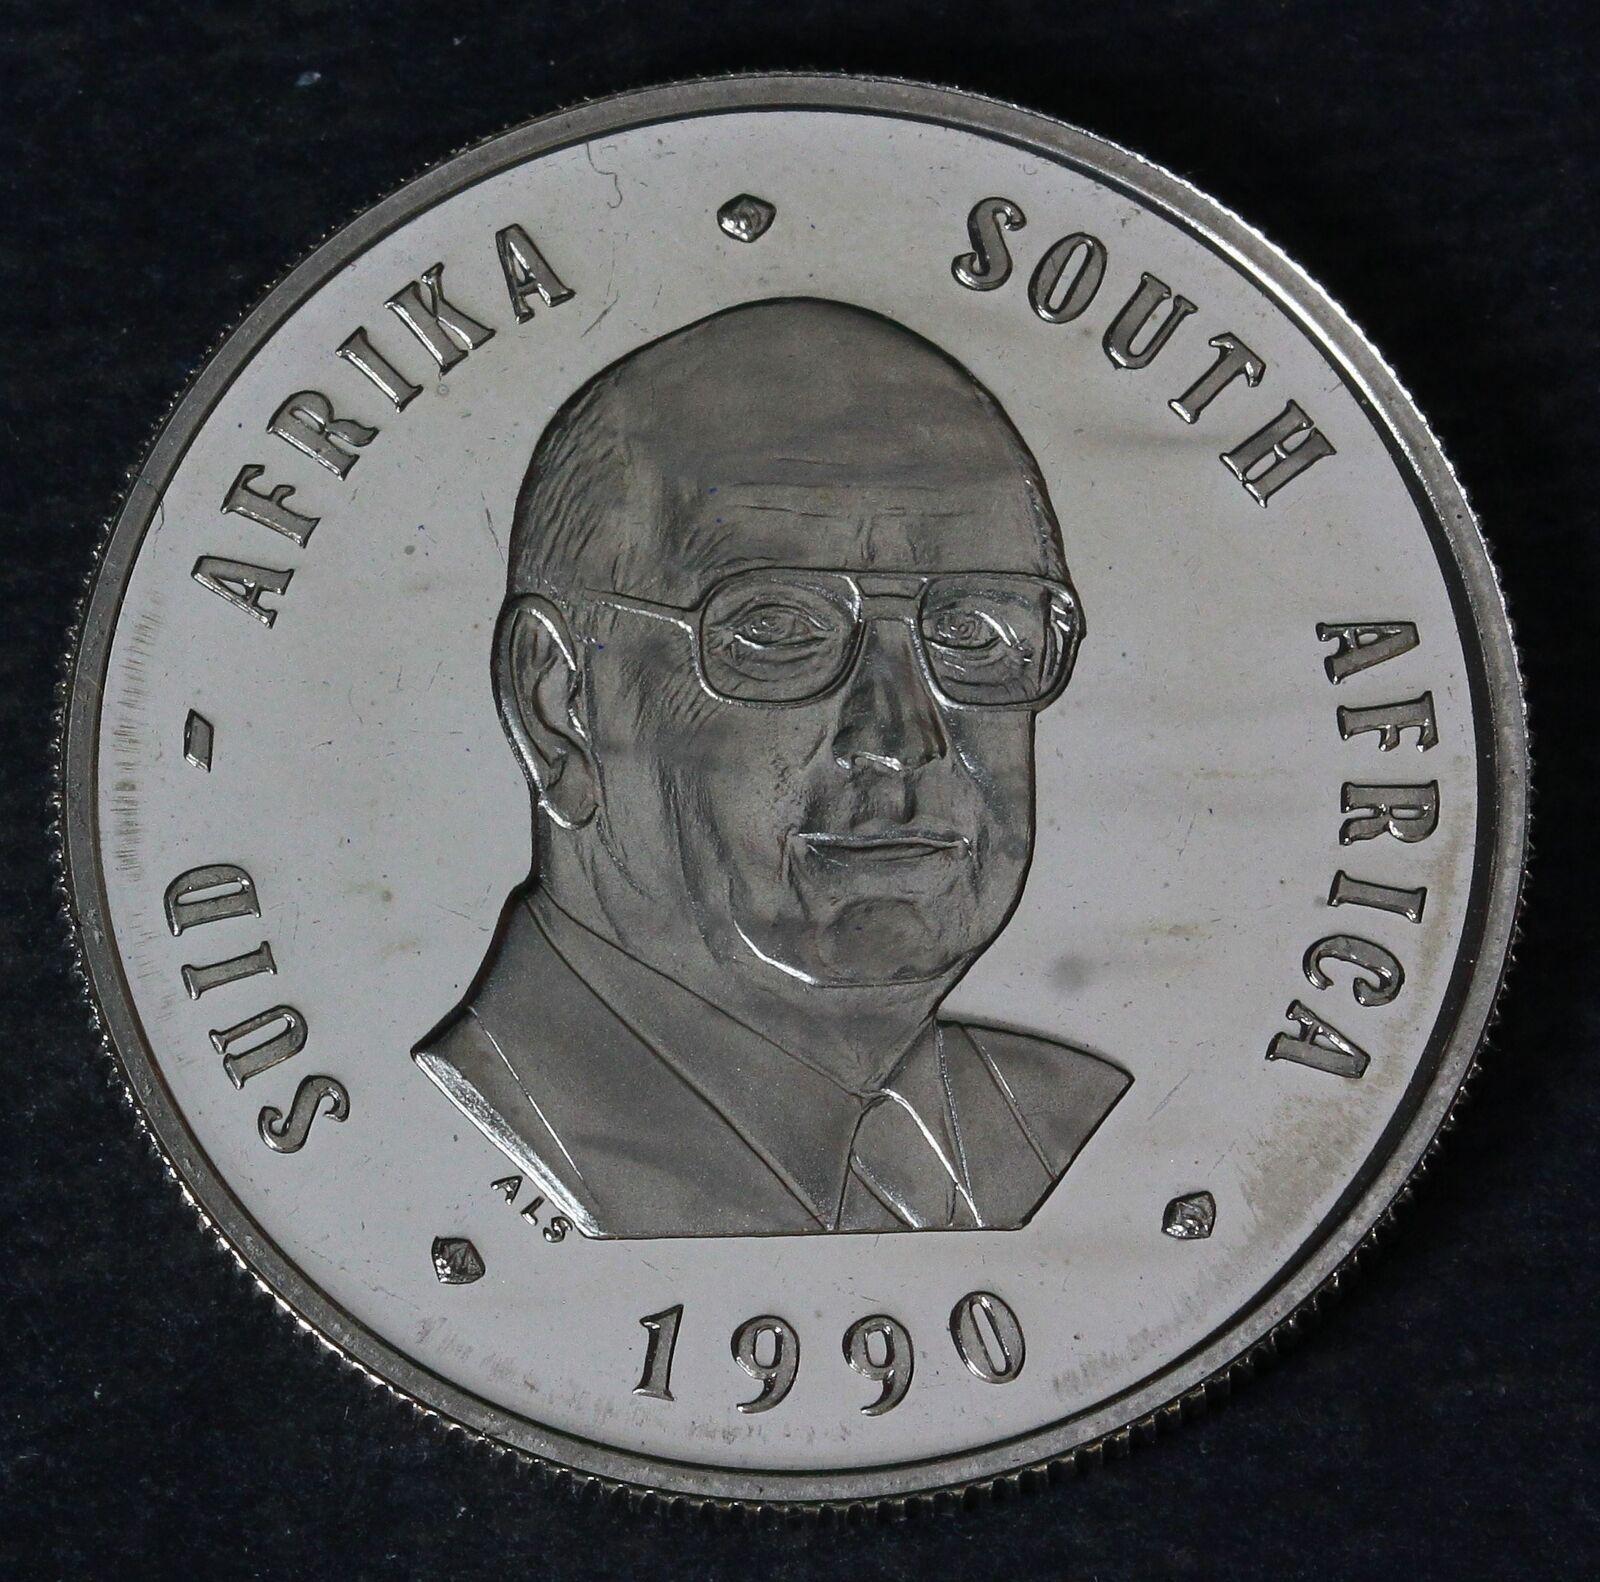 SUID - AFRIKA
SOUTH AFRICA
ALS
1990